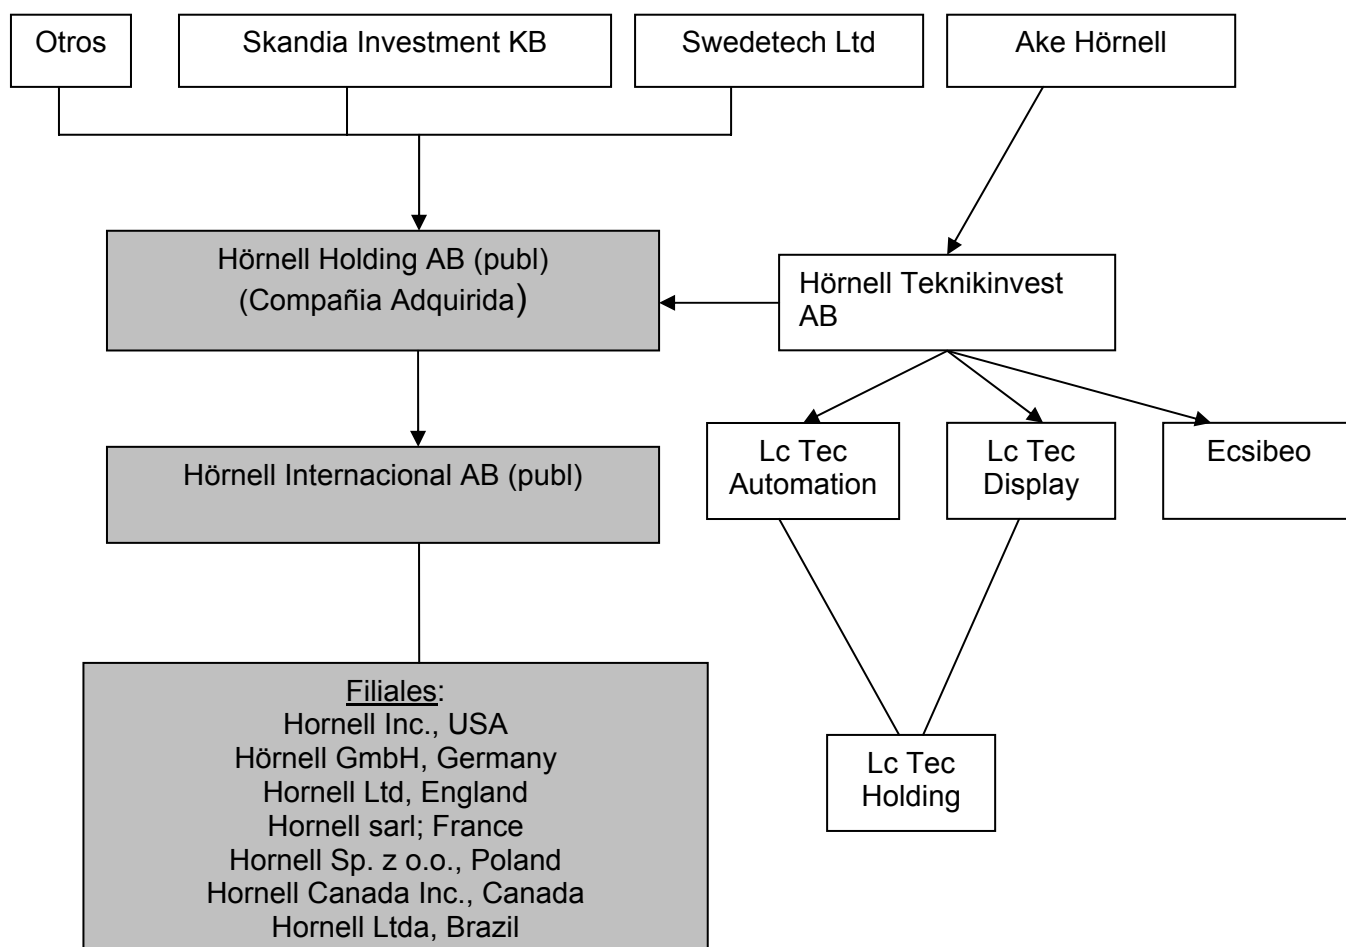 Otros
Skandia Investment KB
Swedetech Ltd
Ake Hörnell
Hörnell Holding AB (publ)
(Compañia Adquirida)
Hörnell Teknikinvest
AB
Hörnell Internacional AB (publ)
Lc Tec
Automation
Lc Tec
Display
Ecsibeo
Filiales:
Hornell Inc., USA
Hörnell GmbH, Germany
Hornell Ltd, England
Hornell sarl; France
Hornell Sp. z o.o., Poland
Hornell Canada Inc., Canada
Hornell Ltda, Brazil
Lc Tec
Holding